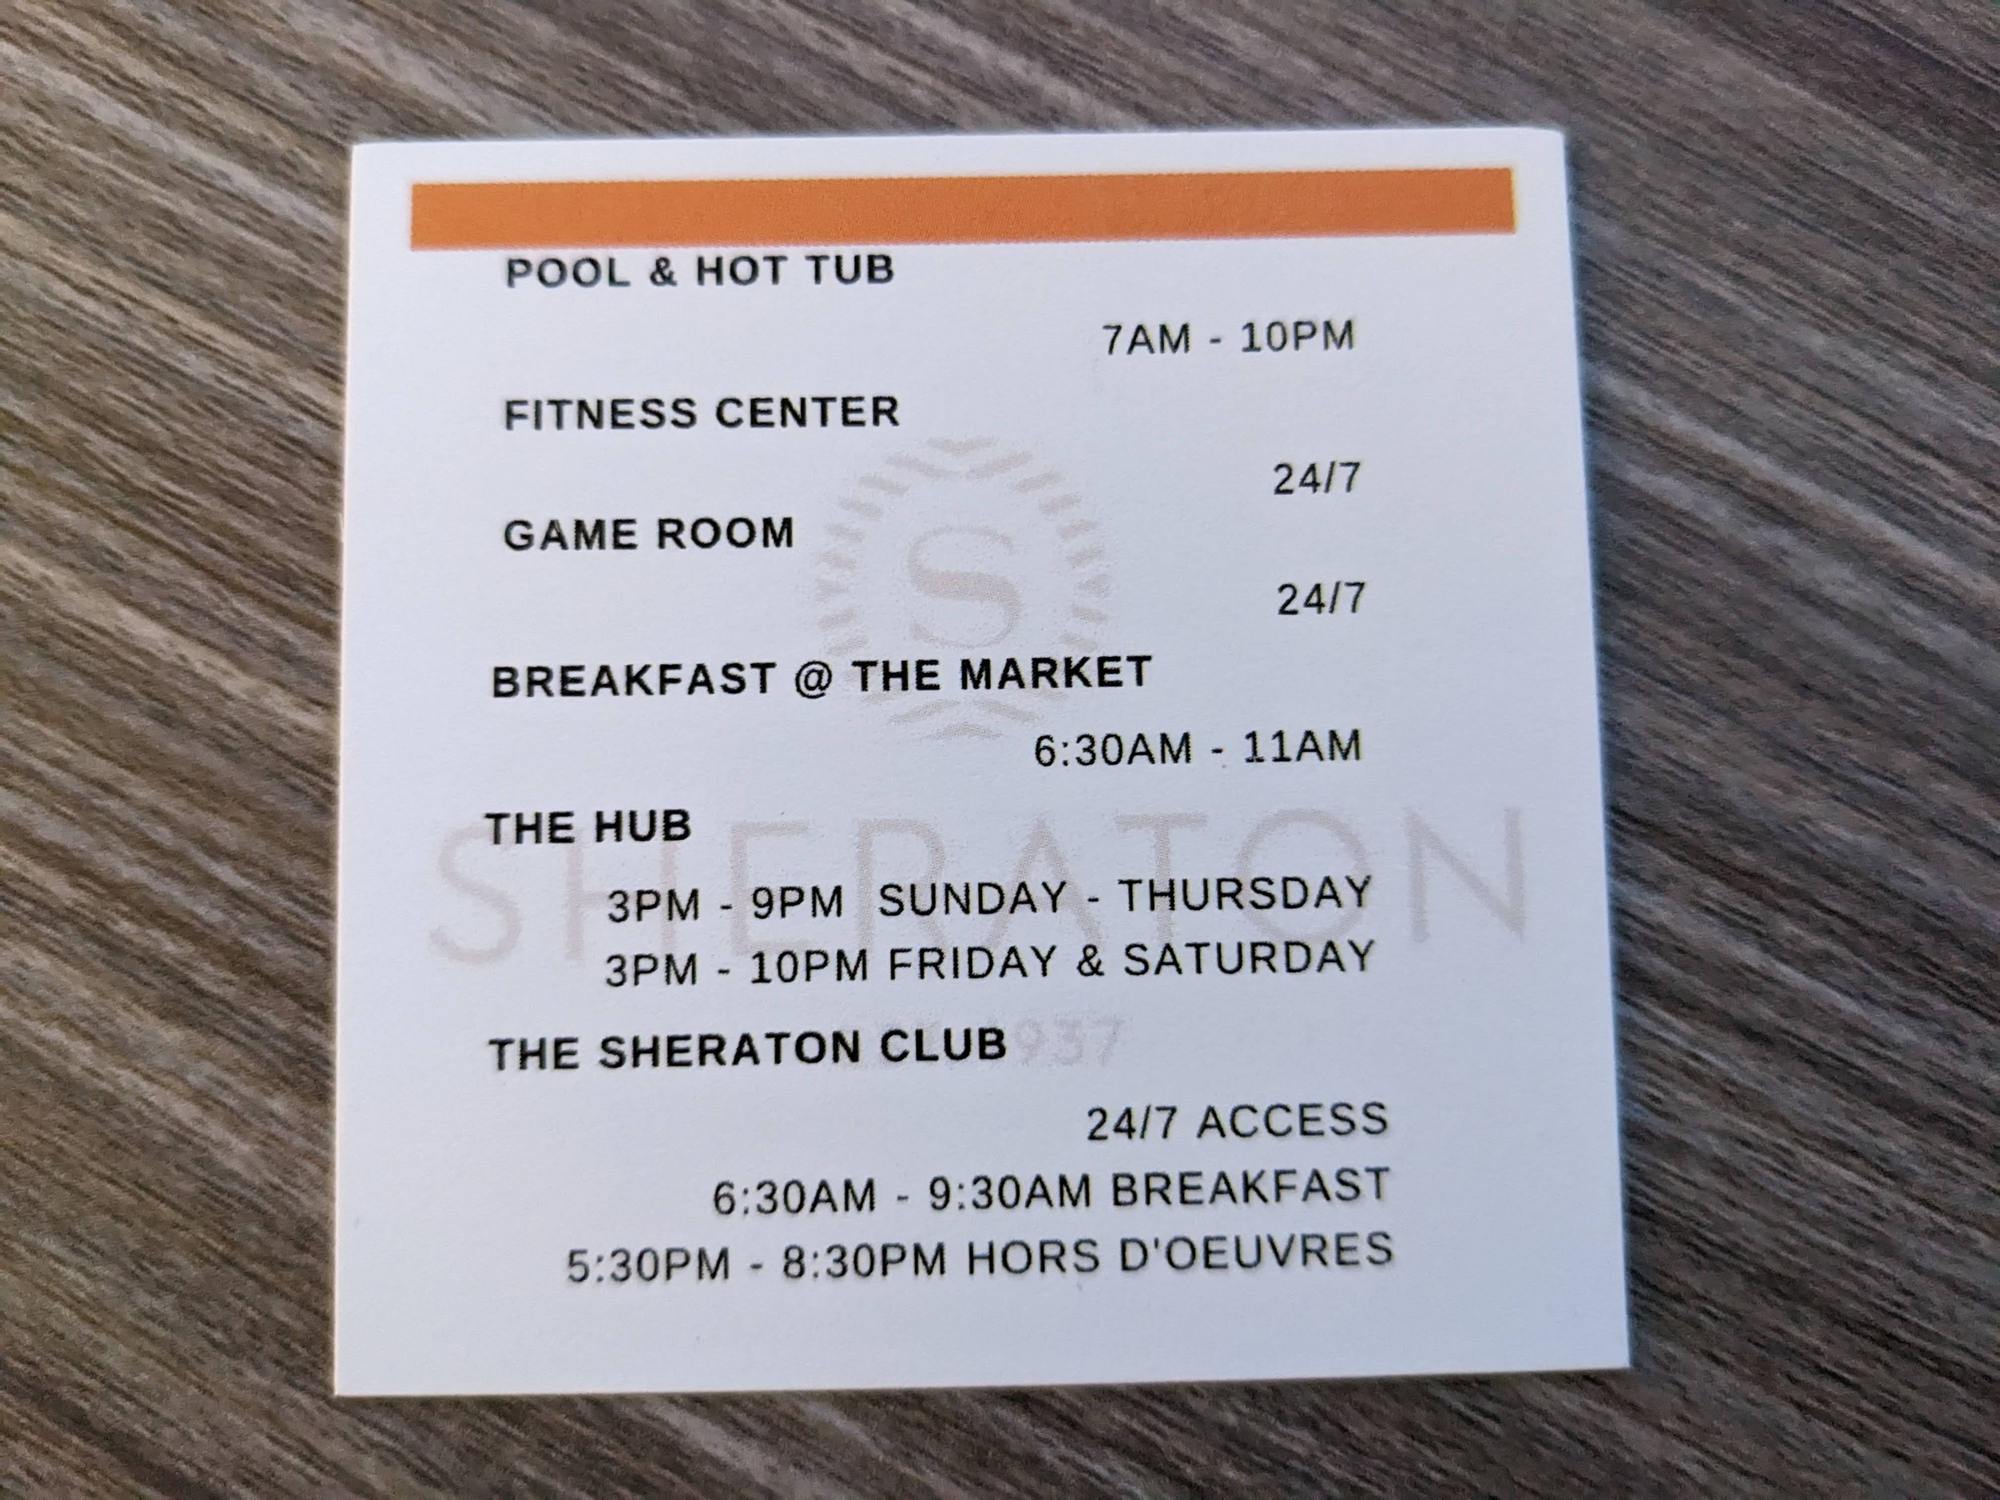 POOL & HOT TUB
7AM - 10PM
FITNESS CENTER
24/7
GAME ROOM
24/7
BREAKFAST @ THE MARKET
6:30AM - 11AM
THE HUB
3PM - 9PM SUNDAY - THURSDAY
3PM - 10PM FRIDAY & SATURDAY
THE SHERATON CLUB
24/7 ACCESS
6:30AM - 9:30AM BREAKFAST
5:30PM - 8:30PM HORS D'OEUVRES
S
SHERATON